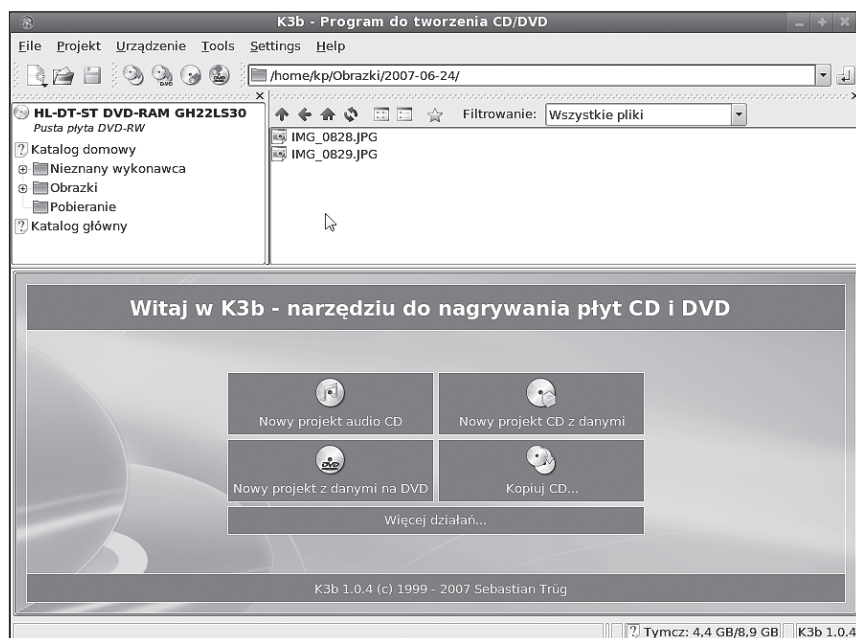 K3b - Program do tworzenia CD/DVD
File Projekt Urządzenie Tools Settings Help
/home/kp/Obrazki/2007-06-24/
HL-DT-ST DVD-RAM GH22LS30
Pusta płyta DVD-RW
Katalog domowy
Nieznany wykonawca
Obrazki
Pobieranie
Katalog główny
Filtrowanie: Wszystkie pliki
IMG_0828.JPG
IMG_0829.JPG
Witaj w K3b - narzędziu do nagrywania płyt CD i DVD
Nowy projekt audio CD
Nowy projekt CD z danymi
DVD
Nowy projekt z danymi na DVD
Kopiuj CD...
Więcej działań...
K3b 1.0.4 (c) 1999 - 2007 Sebastian Trüg
Tymcz: 4,4 GB/8,9 GB K3b 1.0.4